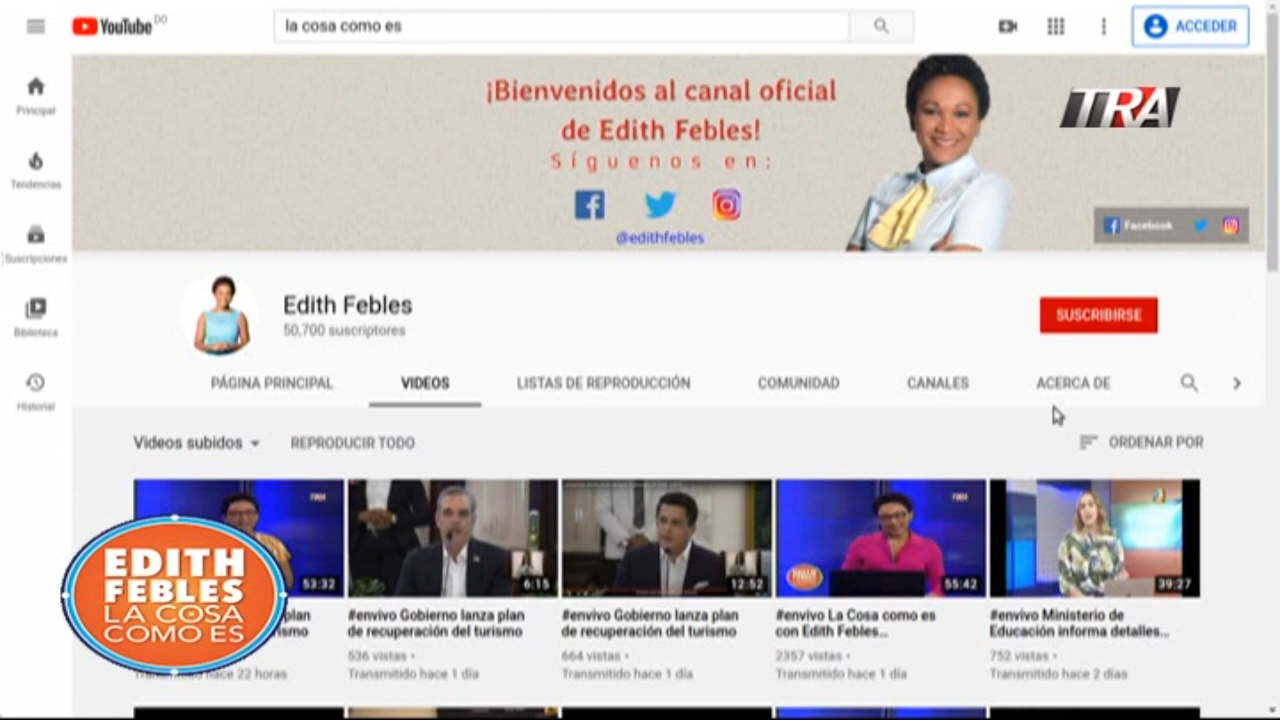 YouTube DO
la cosa como es
ACCEDER
Principal
Tendencias
Suscripciones
Biblioteca
Historial
¡Bienvenidos al canal oficial
de Edith Febles!
Síguenos en:
@edithfebles
TRA
Facebook
Edith Febles
50,700 suscriptores
SUSCRIBIRSE
PÁGINA PRINCIPAL
VIDEOS
LISTAS DE REPRODUCCIÓN
COMUNIDAD
CANALES
ACERCA DE
Videos subidos
REPRODUCIR TODO
ORDENAR POR
53:32
6:15
12:52
55:42
39:27
plan
#envivo Gobierno lanza plan
de recuperación del turismo
536 vistas •
Transmitido hace 1 día
#envivo Gobierno lanza plan
de recuperación del turismo
664 vistas •
Transmitido hace 1 día
#envivo La Cosa como es
con Edith Febles...
2357 vistas •
Transmitido hace 1 día
#envivo Ministerio de
Educación informa detalles...
752 vistas •
Transmitido hace 2 días
hace 22 horas
EDITH
FEBLES
LA COSA
COMO ES